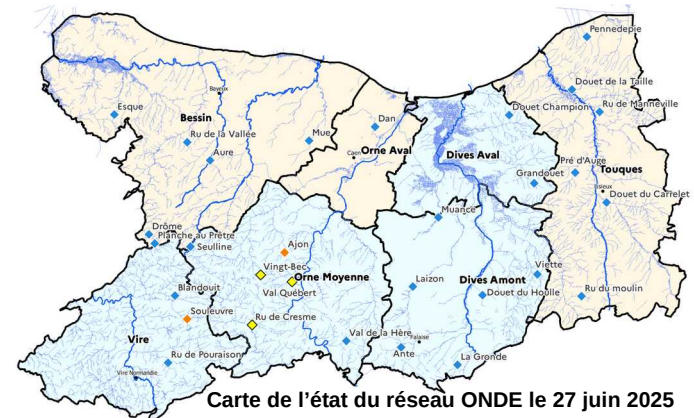 Pennedepie
Douet de la Taille
Esque
Bayeux
Bessin
Ru de la Vallée
Aure
Mue
Dan
Caen
Orne Aval
Dives Aval
Douet Champion
Ru de Manneville
Pré d'Auge
Touques
Grandouet
Lisieux
Douet du Carrelet
Muance
Drôme
Planche au Prêtre
Seulline
Ajon
Vingt-Bec
Orne Moyenne
Val Québert
Laizon
Viette
Dives Amont
Douet du Houlle
Ru du moulin
Blandouit
Souleuvre
Ru de Cresme
Vire
Val de la Hère
Falaise
Ante
Ru de Pouraison
La Gronde
Vire Normandie
Carte de l'état du réseau ONDE le 27 juin 2025